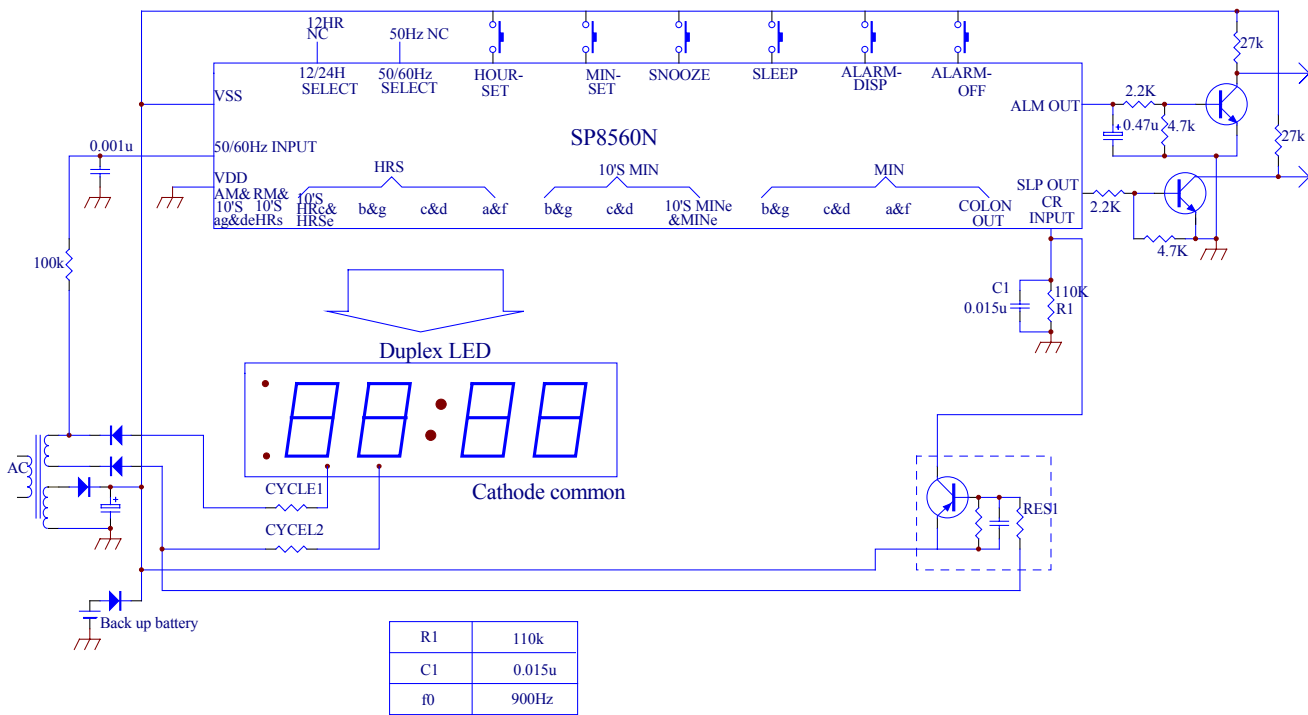 12HR
NC
50Hz NC
12/24H
SELECT
50/60Hz
SELECT
HOUR-
SET
MIN-
SET
SNOOZE
SLEEP
ALARM-
DISP
ALARM-
OFF
27k
VSS
ALM OUT
2.2K
0.47u
+
4.7k
27k
0.001u
50/60Hz INPUT
SP8560N
VDD
AM&
10'S
ag&de
RM&
10'S
HRs
10'S
HRc&
HRSe
HRS
b&g
c&d
a&f
10'S MIN
b&g
c&d
10'S MINe
&MINe
MIN
b&g
c&d
a&f
COLON
OUT
SLP OUT
CR
INPUT
2.2K
4.7K
100k
C1
0.015u
110K
R1
Duplex LED
AC
+
CYCLE1
Cathode common
CYCEL2
RES1
Back up battery
R1 110k
C1 0.015u
f0 900Hz